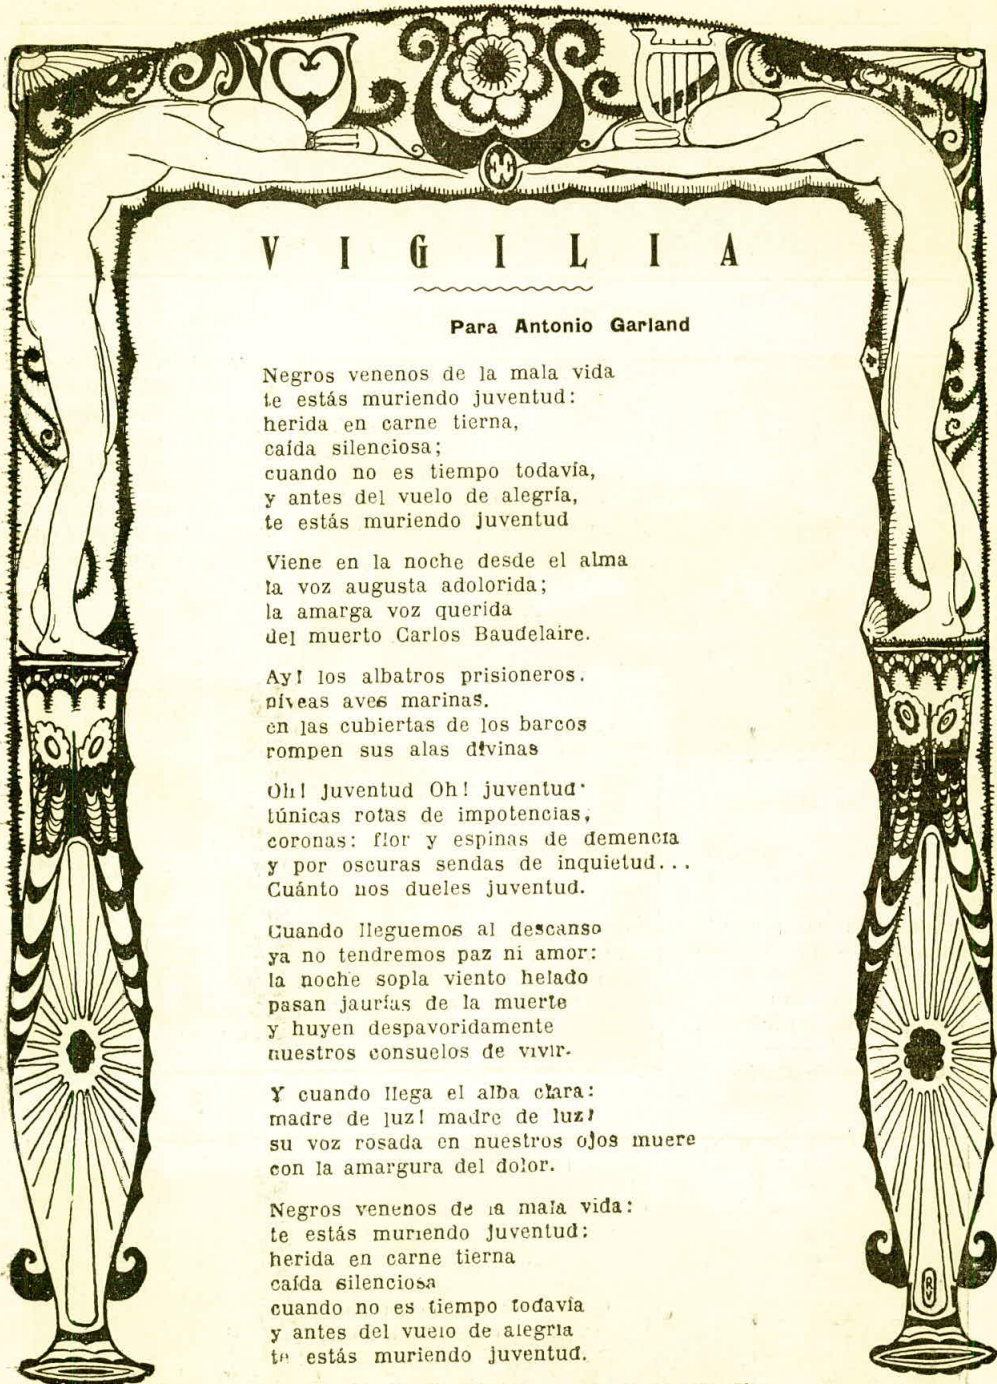 VIGILIA
Para Antonio Garland
Negros venenos de la mala vida
te estás muriendo juventud:
herida en carne tierna,
caída silenciosa;
cuando no es tiempo todavía,
y antes del vuelo de alegría,
te estás muriendo juventud
Viene en la noche desde el alma
la voz augusta adolorida;
la amarga voz querida
del muerto Carlos Baudelaire.
Ay! los albatros prisioneros.
níveas aves marinas.
en las cubiertas de los barcos
rompen sus alas divinas
Oh! juventud Oh! juventud·
túnicas rotas de impotencias,
coronas: flor y espinas de demencia
y por oscuras sendas de inquietud...
Cuánto nos dueles juventud.
Cuando lleguemos al descanso
ya no tendremos paz ni amor:
la noche sopla viento helado
pasan jaurías de la muerte
y huyen despavoridamente
nuestros consuelos de vivir.
Y cuando llega el alba clara:
madre de luz! madre de luz!
su voz rosada en nuestros ojos muere
con la amargura del dolor.
Negros venenos de la mala vida:
te estás muriendo juventud:
herida en carne tierna
caída silenciosa
cuando no es tiempo todavía
y antes del vuelo de alegria
te estás muriendo juventud.
RV